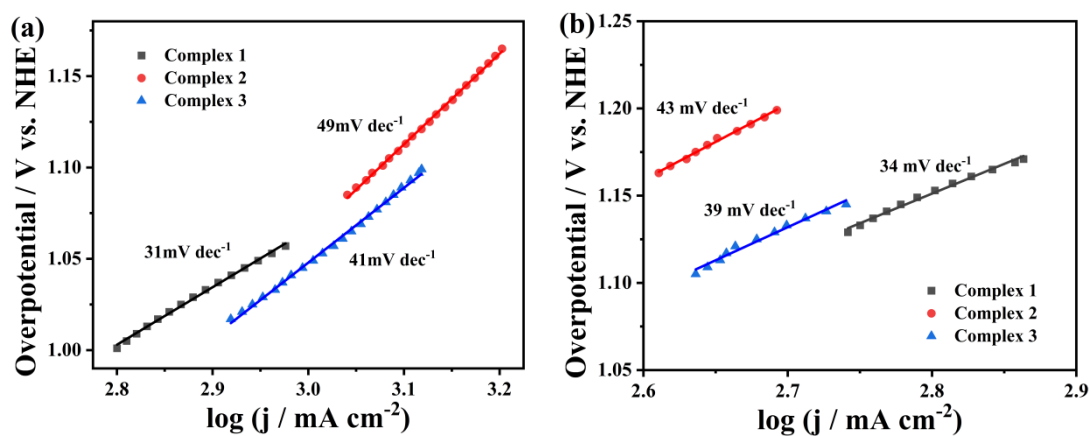 (a)
Overpotential / V vs. NHE
1.15
1.10
1.05
1.00
Complex 1
Complex 2
Complex 3
49mV dec⁻¹
31mV dec⁻¹
41mV dec⁻¹
2.8 2.9 3.0 3.1 3.2
log (j / mA cm⁻²)
(b)
Overpotential / V vs. NHE
1.25
1.20
1.15
1.10
1.05
43 mV dec⁻¹
34 mV dec⁻¹
39 mV dec⁻¹
Complex 1
Complex 2
Complex 3
2.6 2.7 2.8 2.9
log (j / mA cm⁻²)